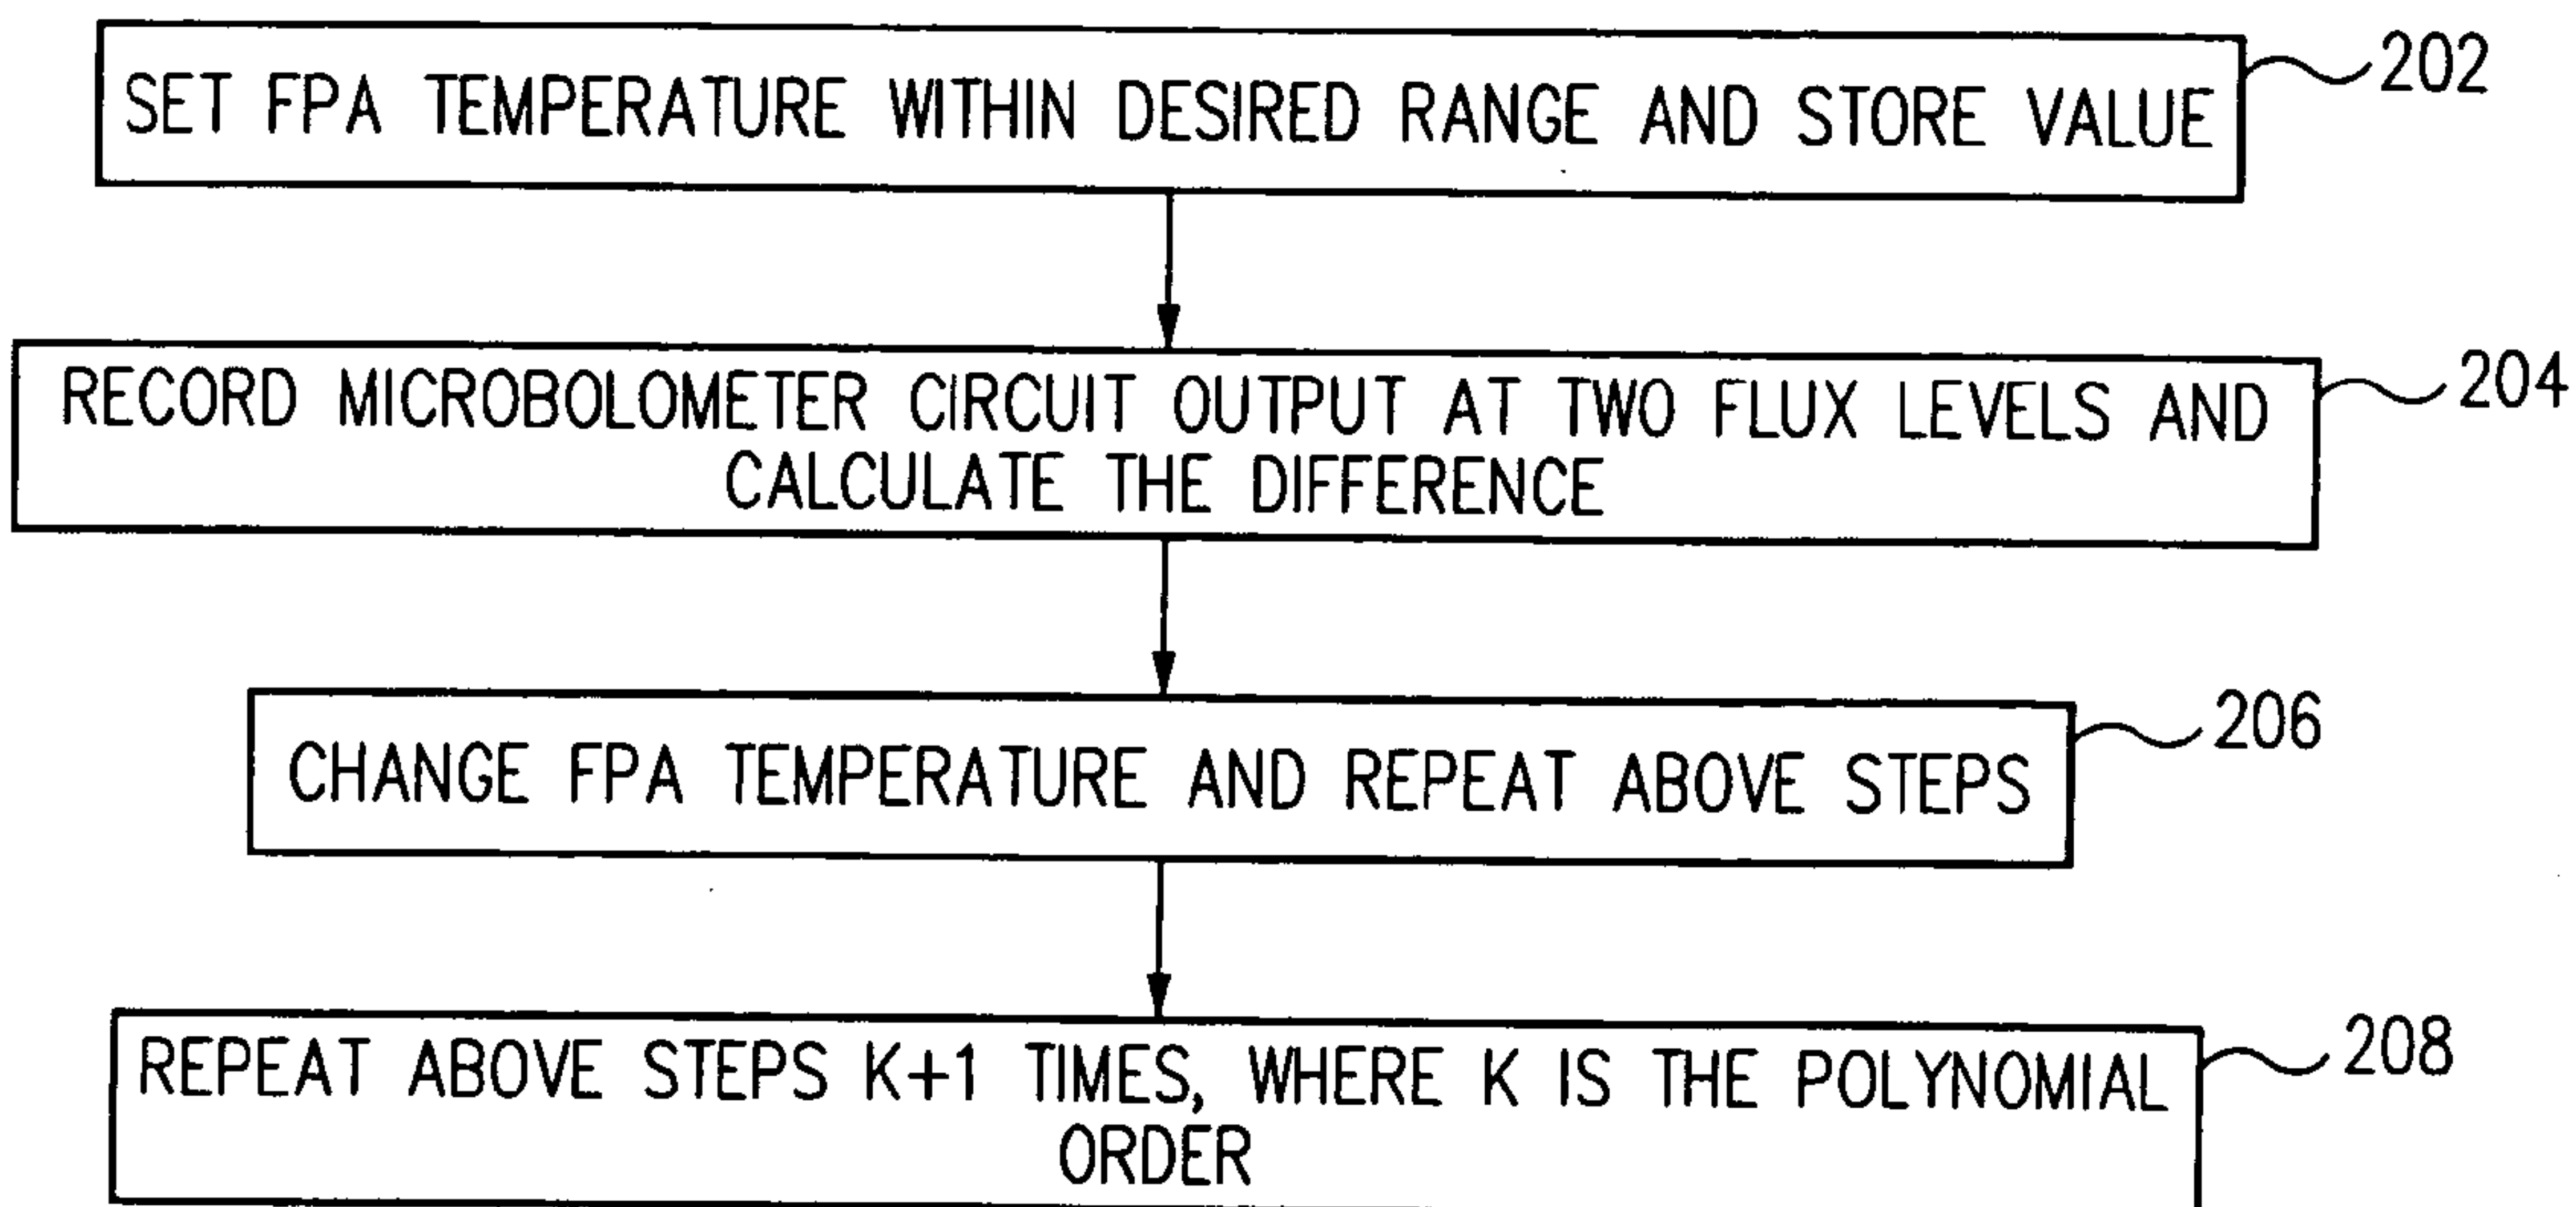 SET FPA TEMPERATURE WITHIN DESIRED RANGE AND STORE VALUE
202
RECORD MICROBOLOMETER CIRCUIT OUTPUT AT TWO FLUX LEVELS AND
CALCULATE THE DIFFERENCE
204
CHANGE FPA TEMPERATURE AND REPEAT ABOVE STEPS
206
REPEAT ABOVE STEPS K+1 TIMES, WHERE K IS THE POLYNOMIAL
ORDER
208